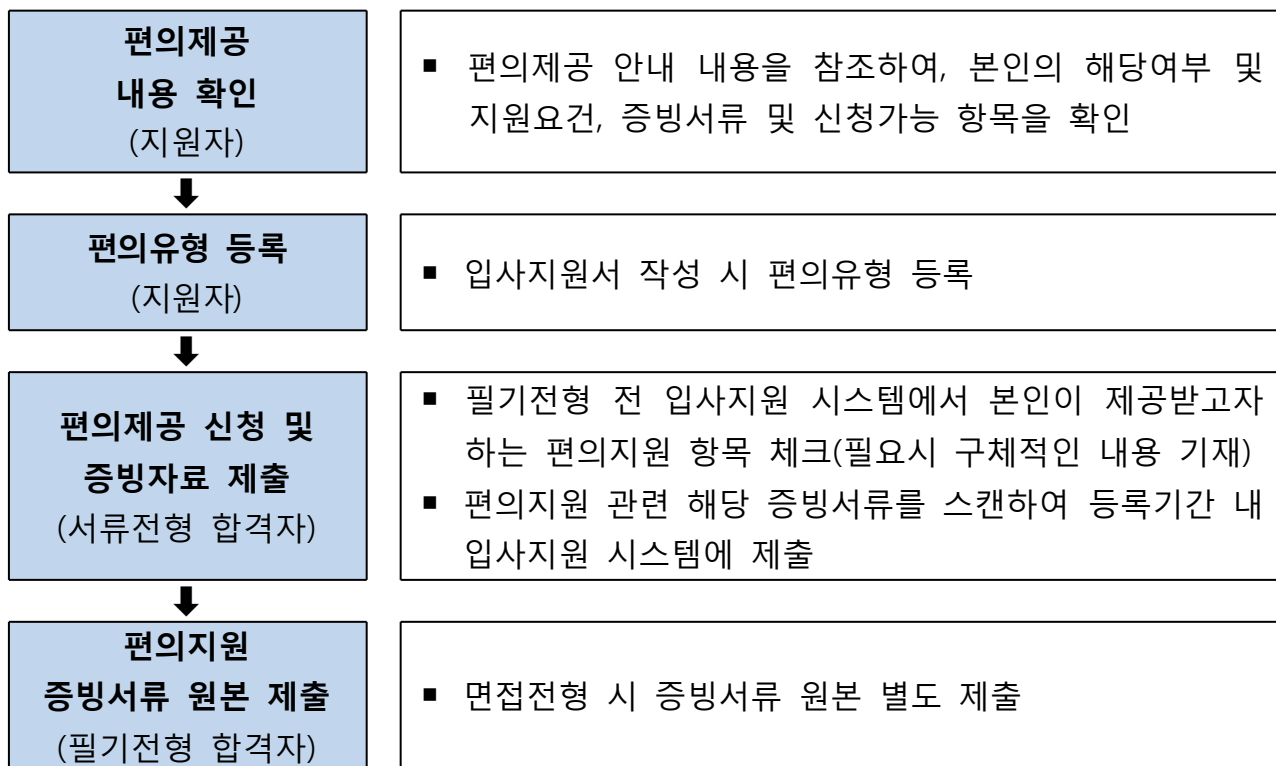 편의제공
내용 확인
(지원자)
▪ 편의제공 안내 내용을 참조하여, 본인의 해당여부 및
지원요건, 증빙서류 및 신청가능 항목을 확인
편의유형 등록
(지원자)
▪ 입사지원서 작성 시 편의유형 등록
편의제공 신청 및
증빙자료 제출
(서류전형 합격자)
▪ 필기전형 전 입사지원 시스템에서 본인이 제공받고자
하는 편의지원 항목 체크(필요시 구체적인 내용 기재)
▪ 편의지원 관련 해당 증빙서류를 스캔하여 등록기간 내
입사지원 시스템에 제출
편의지원
증빙서류 원본 제출
(필기전형 합격자)
▪ 면접전형 시 증빙서류 원본 별도 제출